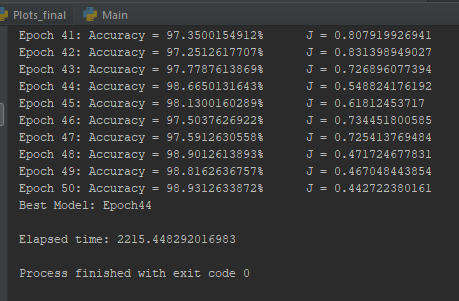 Plots_final Main
Epoch 41: Accuracy = 97.3500154912% J = 0.807919926941
Epoch 42: Accuracy = 97.2512617707% J = 0.831398949027
Epoch 43: Accuracy = 97.7787613869% J = 0.726896077394
Epoch 44: Accuracy = 98.6650131643% J = 0.548824176192
Epoch 45: Accuracy = 98.1300160289% J = 0.61812453717
Epoch 46: Accuracy = 97.5037626922% J = 0.734451800585
Epoch 47: Accuracy = 97.5912630558% J = 0.725413769484
Epoch 48: Accuracy = 98.9012613893% J = 0.471724677831
Epoch 49: Accuracy = 98.8162636757% J = 0.467048443854
Epoch 50: Accuracy = 98.9312633872% J = 0.442722380161
Best Model: Epoch44
Elapsed time: 2215.448292016983
Process finished with exit code 0